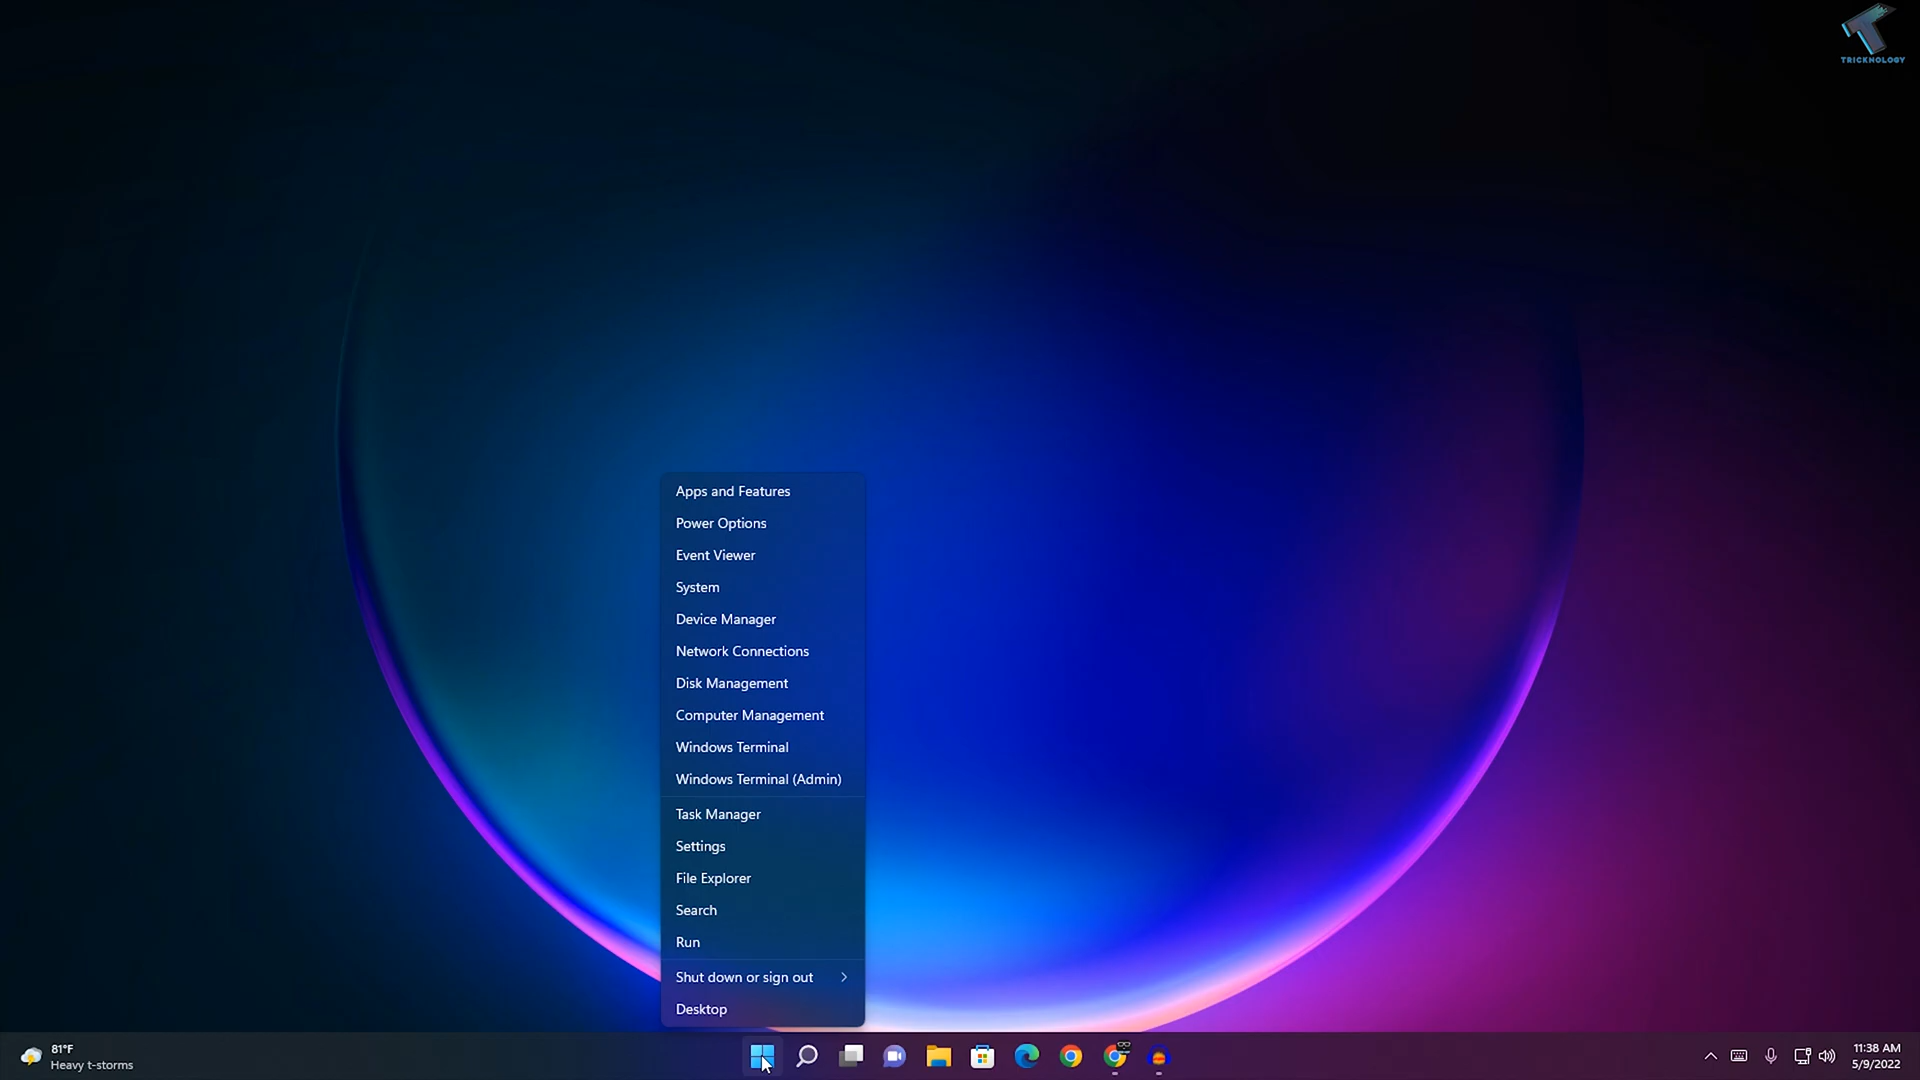 TRICKNOLOGY
Apps and Features
Power Options
Event Viewer
System
Device Manager
Network Connections
Disk Management
Computer Management
Windows Terminal
Windows Terminal (Admin)
Task Manager
Settings
File Explorer
Search
Run
Shut down or sign out
Desktop
81°F
Heavy t-storms
11:38 AM
5/9/2022